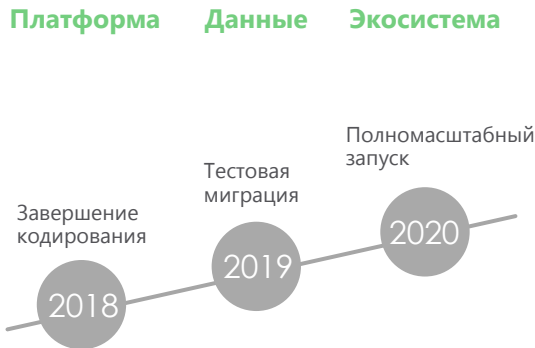 Платформа Данные Экосистема
Полномасштабный
запуск
Тестовая
миграция
Завершение
кодирования
2018
2019
2020